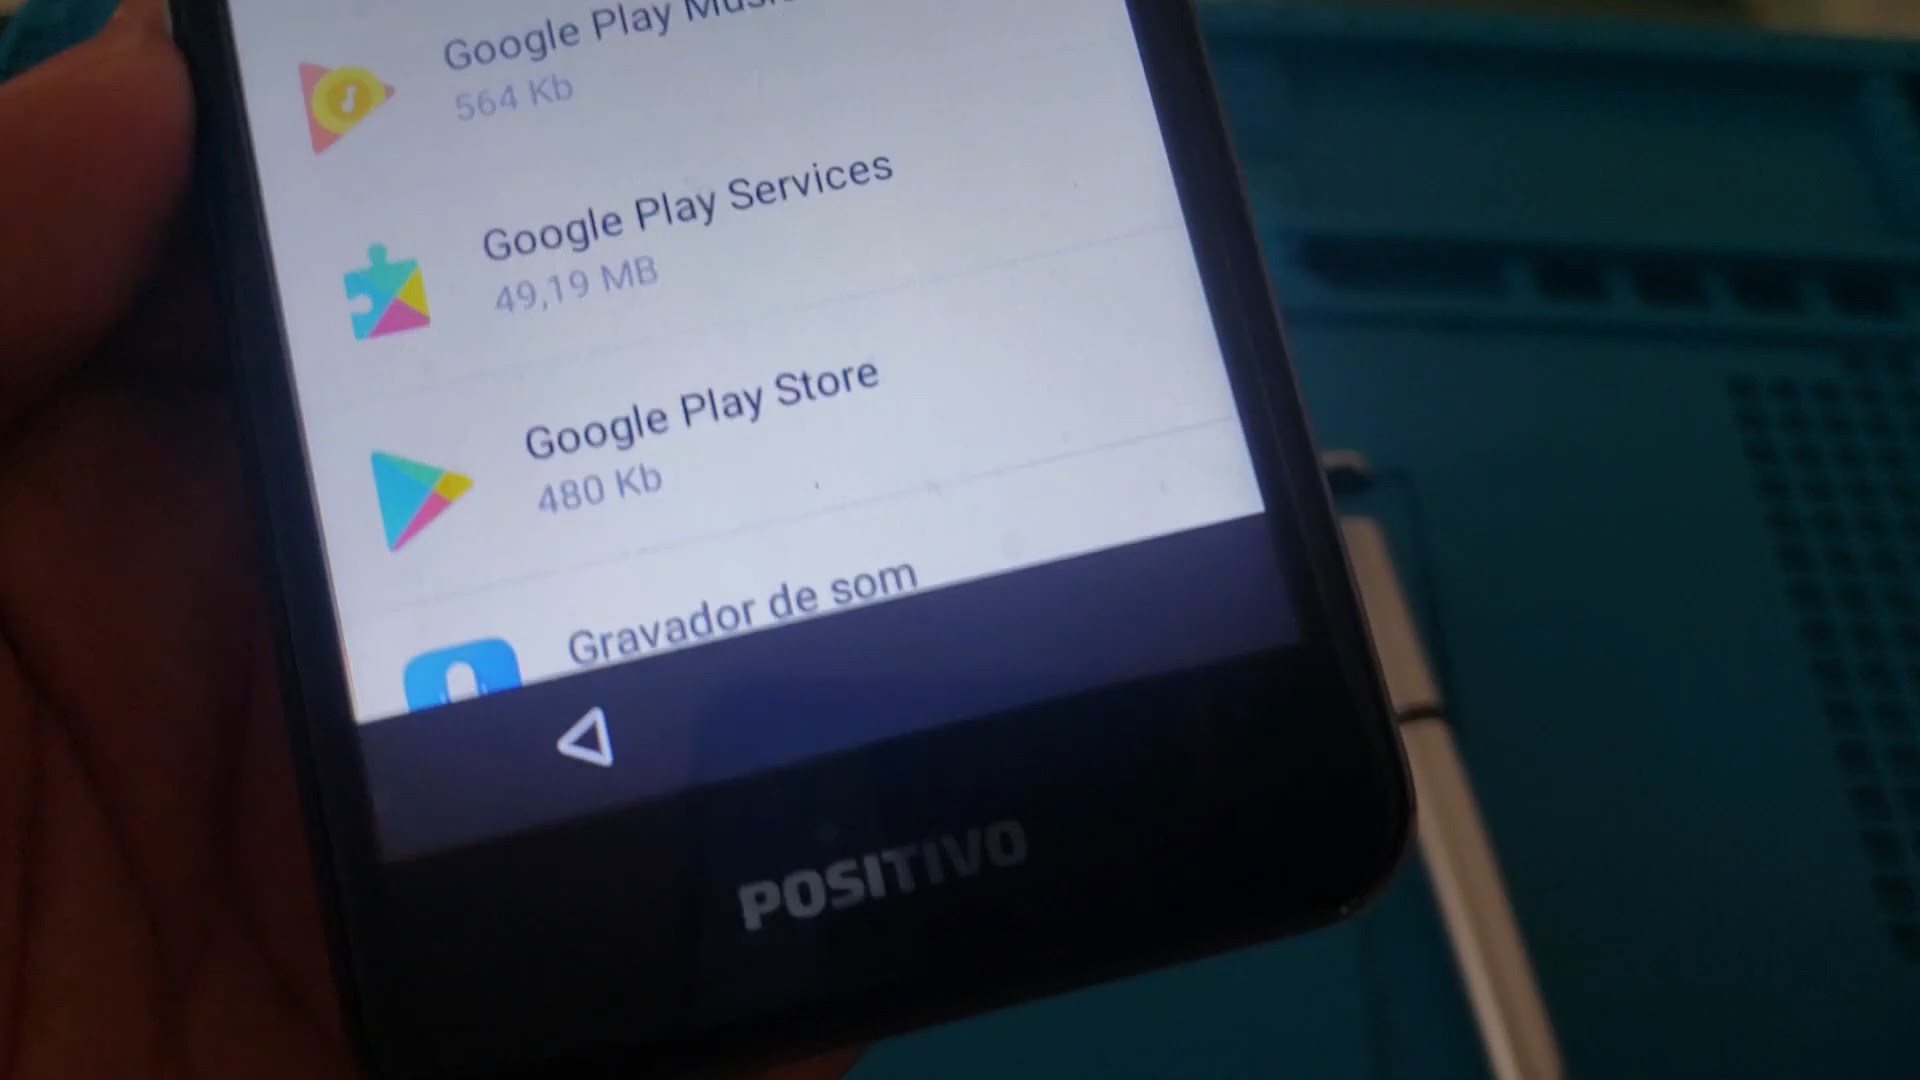 Google Play Music
564 Kb
Google Play Services
49,19 MB
Google Play Store
480 Kb
Gravador de som
POSITIVO